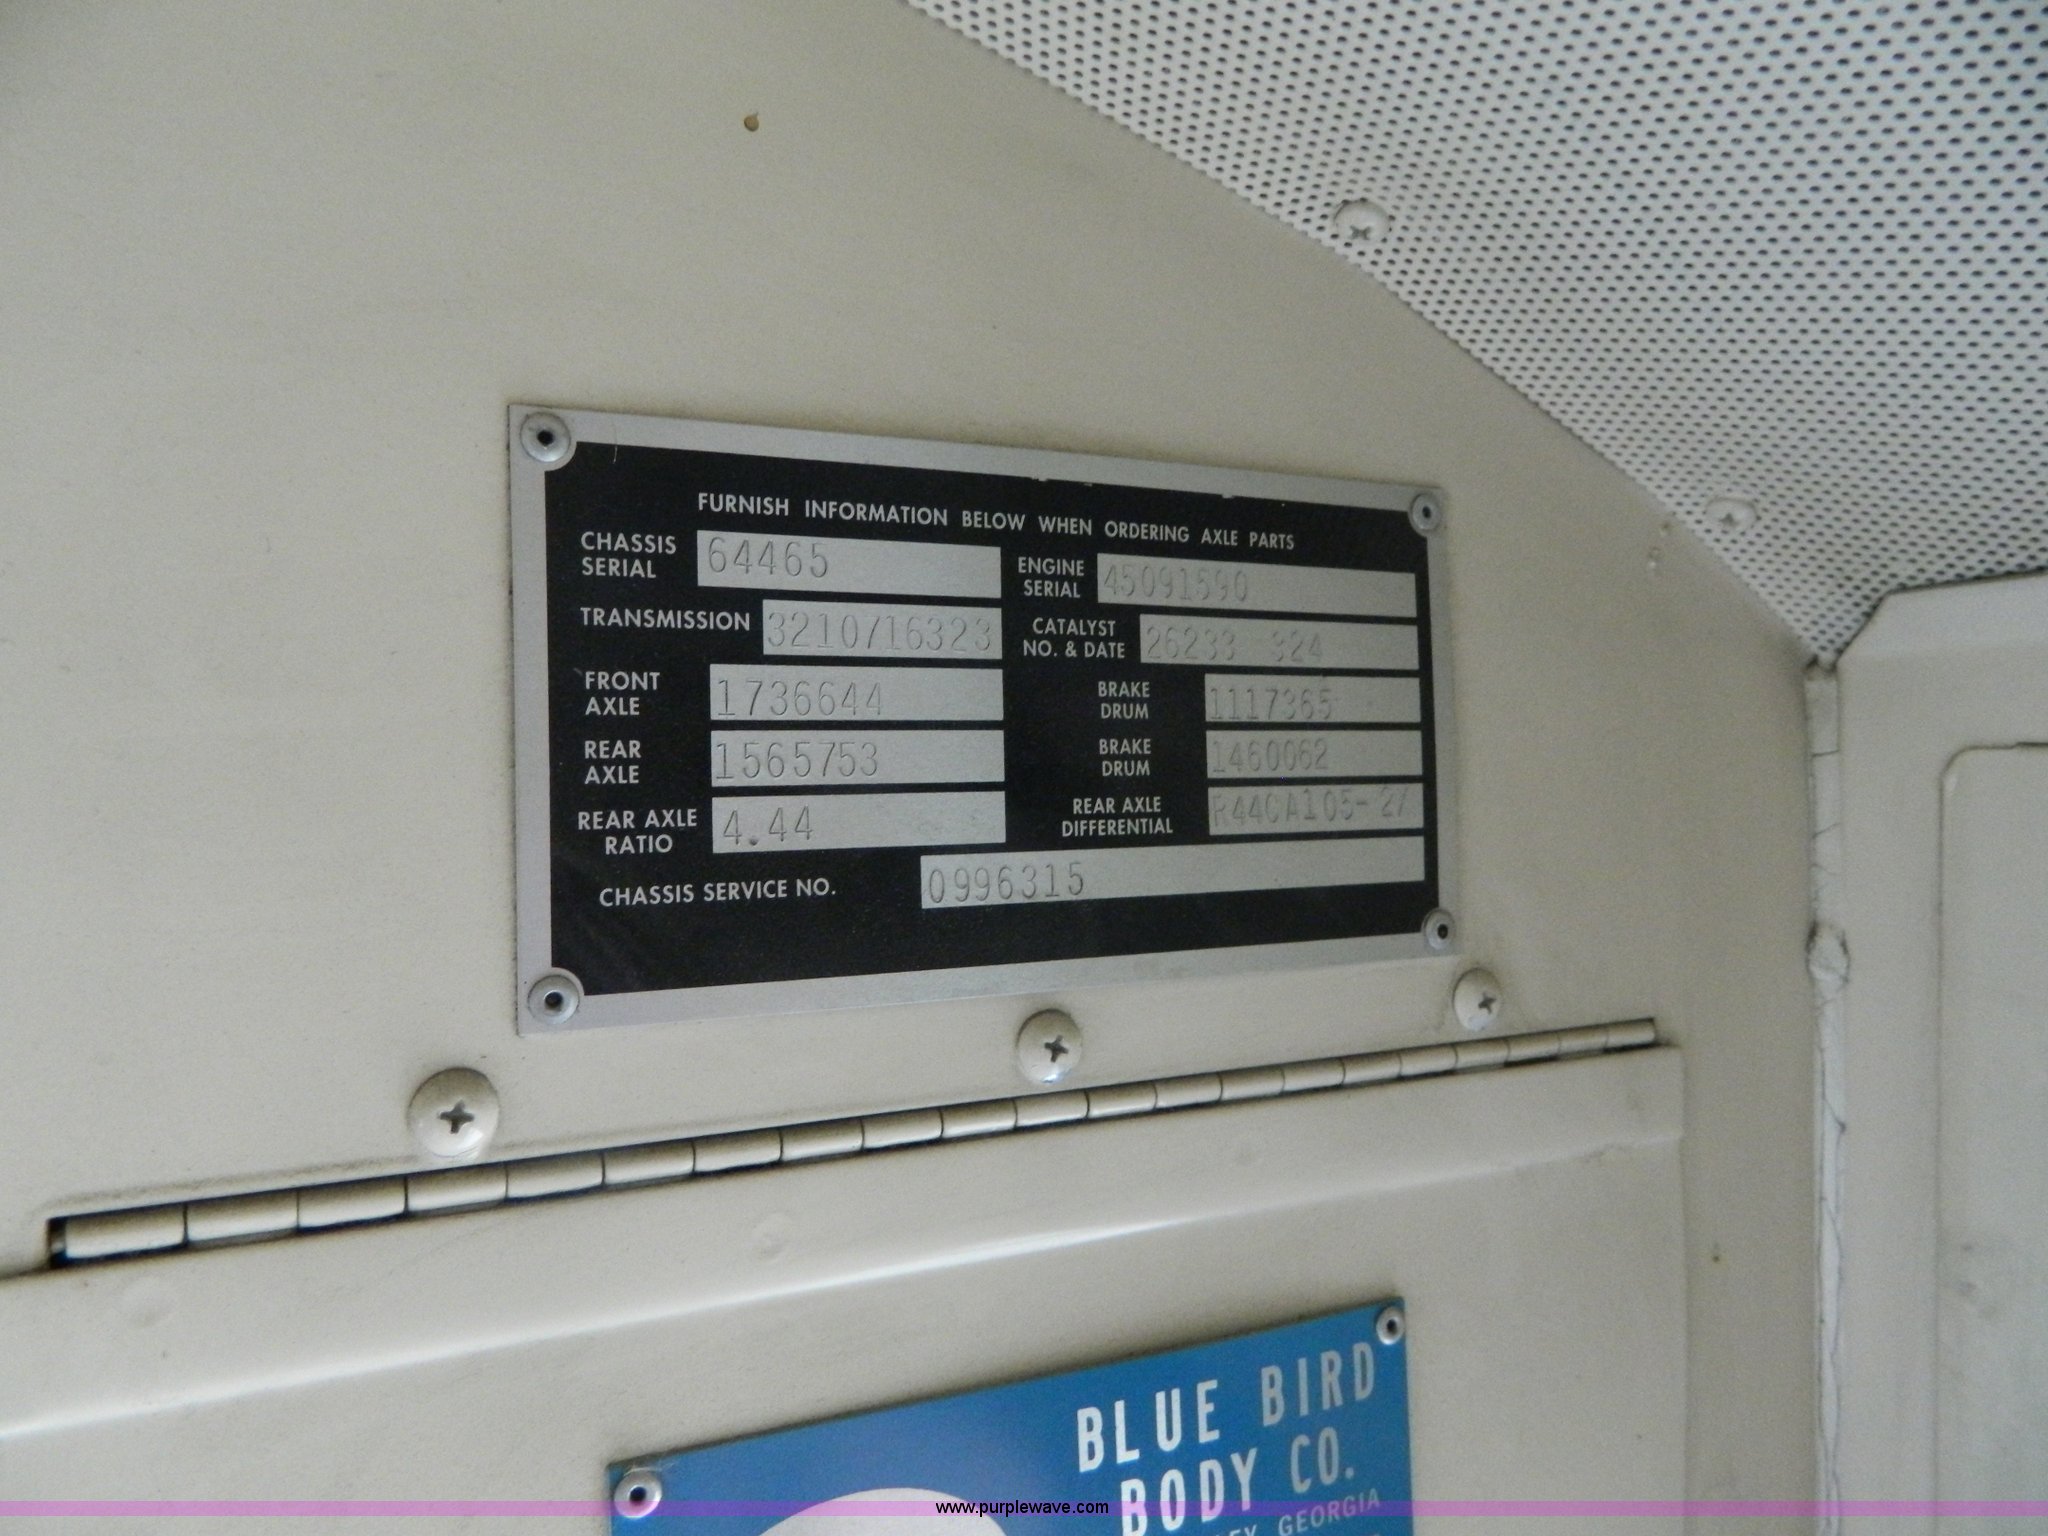 FURNISH INFORMATION BELOW WHEN ORDERING AXLE PARTS
CHASSIS SERIAL 64465
ENGINE SERIAL 45091590
TRANSMISSION 3210716323
CATALYST NO. & DATE 26233 324
FRONT AXLE 1736644
BRAKE DRUM 1117365
REAR AXLE 1565753
BRAKE DRUM 1460062
REAR AXLE RATIO 4.44
REAR AXLE DIFFERENTIAL
CHASSIS SERVICE NO. 0996315
BLUE BIRD
BODY CO.
GEORGIA
www.purplewave.com